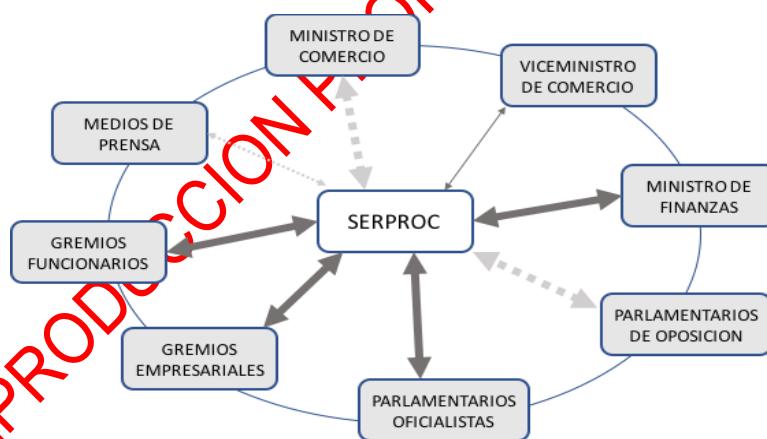 MINISTRO DE
COMERCIO
VICEMINISTRO
DE COMERCIO
MEDIOS DE
PRENSA
MINISTRO DE
FINANZAS
SERPROC
GREMIOS
FUNCIONARIOS
PARLAMENTARIOS
DE OPOSICION
GREMIOS
EMPRESARIALES
PARLAMENTARIOS
OFICIALISTAS
PRODUCCION